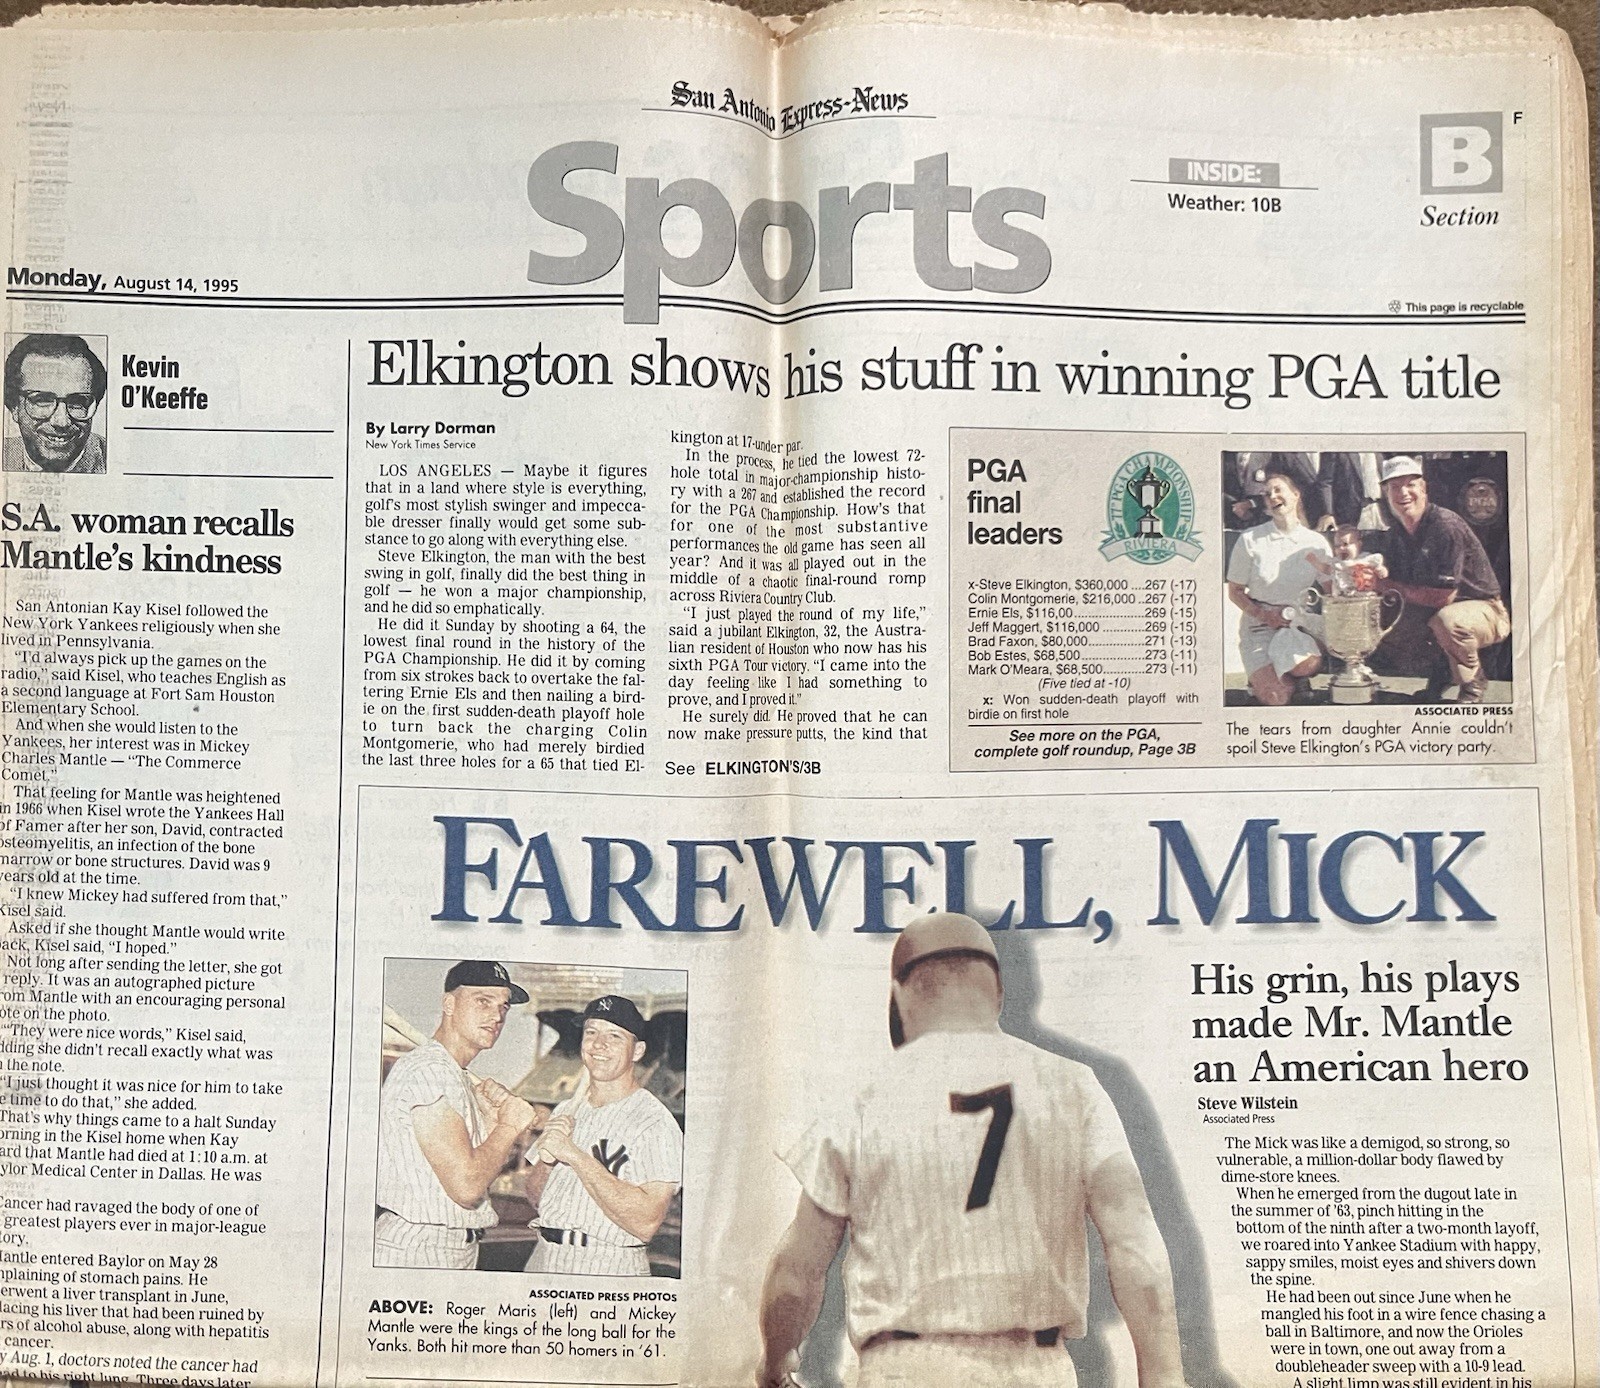 San Antonio Express-News
Sports
INSIDE:
Weather: 10B
B
Section
F
Monday, August 14, 1995
This page is recyclable
Kevin
O'Keeffe
S.A. woman recalls
Mantle's kindness
San Antonian Kay Kisel followed the
New York Yankees religiously when she
lived in Pennsylvania.
"I'd always pick up the games on the
radio," said Kisel, who teaches English as
a second language at Fort Sam Houston
Elementary School.
And when she would listen to the
Yankees, her interest was in Mickey
Charles Mantle — "The Commerce
Comet."
That feeling for Mantle was heightened
in 1966 when Kisel wrote the Yankees Hall
of Famer after her son, David, contracted
osteomyelitis, an infection of the bone
marrow or bone structures. David was 9
years old at the time.
"I knew Mickey had suffered from that,"
Kisel said.
Asked if she thought Mantle would write
back, Kisel said, "I hoped."
Not long after sending the letter, she got
reply. It was an autographed picture
from Mantle with an encouraging personal
note on the photo.
"They were nice words," Kisel said,
adding she didn't recall exactly what was
the note.
"I just thought it was nice for him to take
time to do that," she added.
That's why things came to a halt Sunday
morning in the Kisel home when Kay
that Mantle had died at 1:10 a.m. at
Medical Center in Dallas. He was
Cancer had ravaged the body of one of
greatest players ever in major-league
Mantle entered Baylor on May 28
complaining of stomach pains. He
underwent a liver transplant in June,
replacing his liver that had been ruined by
of alcohol abuse, along with hepatitis
cancer.
Aug. 1, doctors noted the cancer had
to his right lung. Three days later
Elkington shows his stuff in winning PGA title
By Larry Dorman
New York Times Service
LOS ANGELES — Maybe it figures
that in a land where style is everything,
golf's most stylish swinger and impecca-
ble dresser finally would get some sub-
stance to go along with everything else.
Steve Elkington, the man with the best
swing in golf, finally did the best thing in
golf — he won a major championship,
and he did so emphatically.
He did it Sunday by shooting a 64, the
lowest final round in the history of the
PGA Championship. He did it by coming
from six strokes back to overtake the fal-
tering Ernie Els and then nailing a bird-
ie on the first sudden-death playoff hole
to turn back the charging Colin
Montgomerie, who had merely birdied
the last three holes for a 65 that tied El-
kington at 17-under par.
In the process, he tied the lowest 72-
hole total in major-championship histo-
ry with a 267 and established the record
for the PGA Championship. How's that
for one of the most substantive
performances the old game has seen all
year? And it was all played out in the
middle of a chaotic final-round romp
across Riviera Country Club.
"I just played the round of my life,"
said a jubilant Elkington, 32, the Austra-
lian resident of Houston who now has his
sixth PGA Tour victory. "I came into the
day feeling like I had something to
prove, and I proved it."
He surely did. He proved that he can
now make pressure putts, the kind that
See ELKINGTON'S/3B
PGA
final
leaders
PGA CHAMPIONSHIP
RIVIERA
x-Steve Elkington, $360,000 ....267 (-17)
Colin Montgomerie, $216,000 ..267 (-17)
Ernie Els, $116,00....................269 (-15)
Jeff Maggert, $116,000............269 (-15)
Brad Faxon, $80,000................271 (-13)
Bob Estes, $68,500..................273 (-11)
Mark O'Meara, $68,500............273 (-11)
(Five tied at -10)
x: Won sudden-death playoff with
birdie on first hole
See more on the PGA,
complete golf roundup, Page 3B
PGA
ASSOCIATED PRESS
The tears from daughter Annie couldn't
spoil Steve Elkington's PGA victory party.
FAREWELL, MICK
7
ASSOCIATED PRESS PHOTOS
ABOVE: Roger Maris (left) and Mickey
Mantle were the kings of the long ball for the
Yanks. Both hit more than 50 homers in '61.
His grin, his plays
made Mr. Mantle
an American hero
Steve Wilstein
Associated Press
The Mick was like a demigod, so strong, so
vulnerable, a million-dollar body flawed by
dime-store knees.
When he emerged from the dugout late in
the summer of '63, pinch hitting in the
bottom of the ninth after a two-month layoff,
we roared into Yankee Stadium with happy,
sappy smiles, moist eyes and shivers down
the spine.
He had been out since June when he
mangled his foot in a wire fence chasing a
ball in Baltimore, and now the Orioles
were in town, one out away from a
doubleheader sweep with a 10-9 lead.
A slight limp was still evident in his